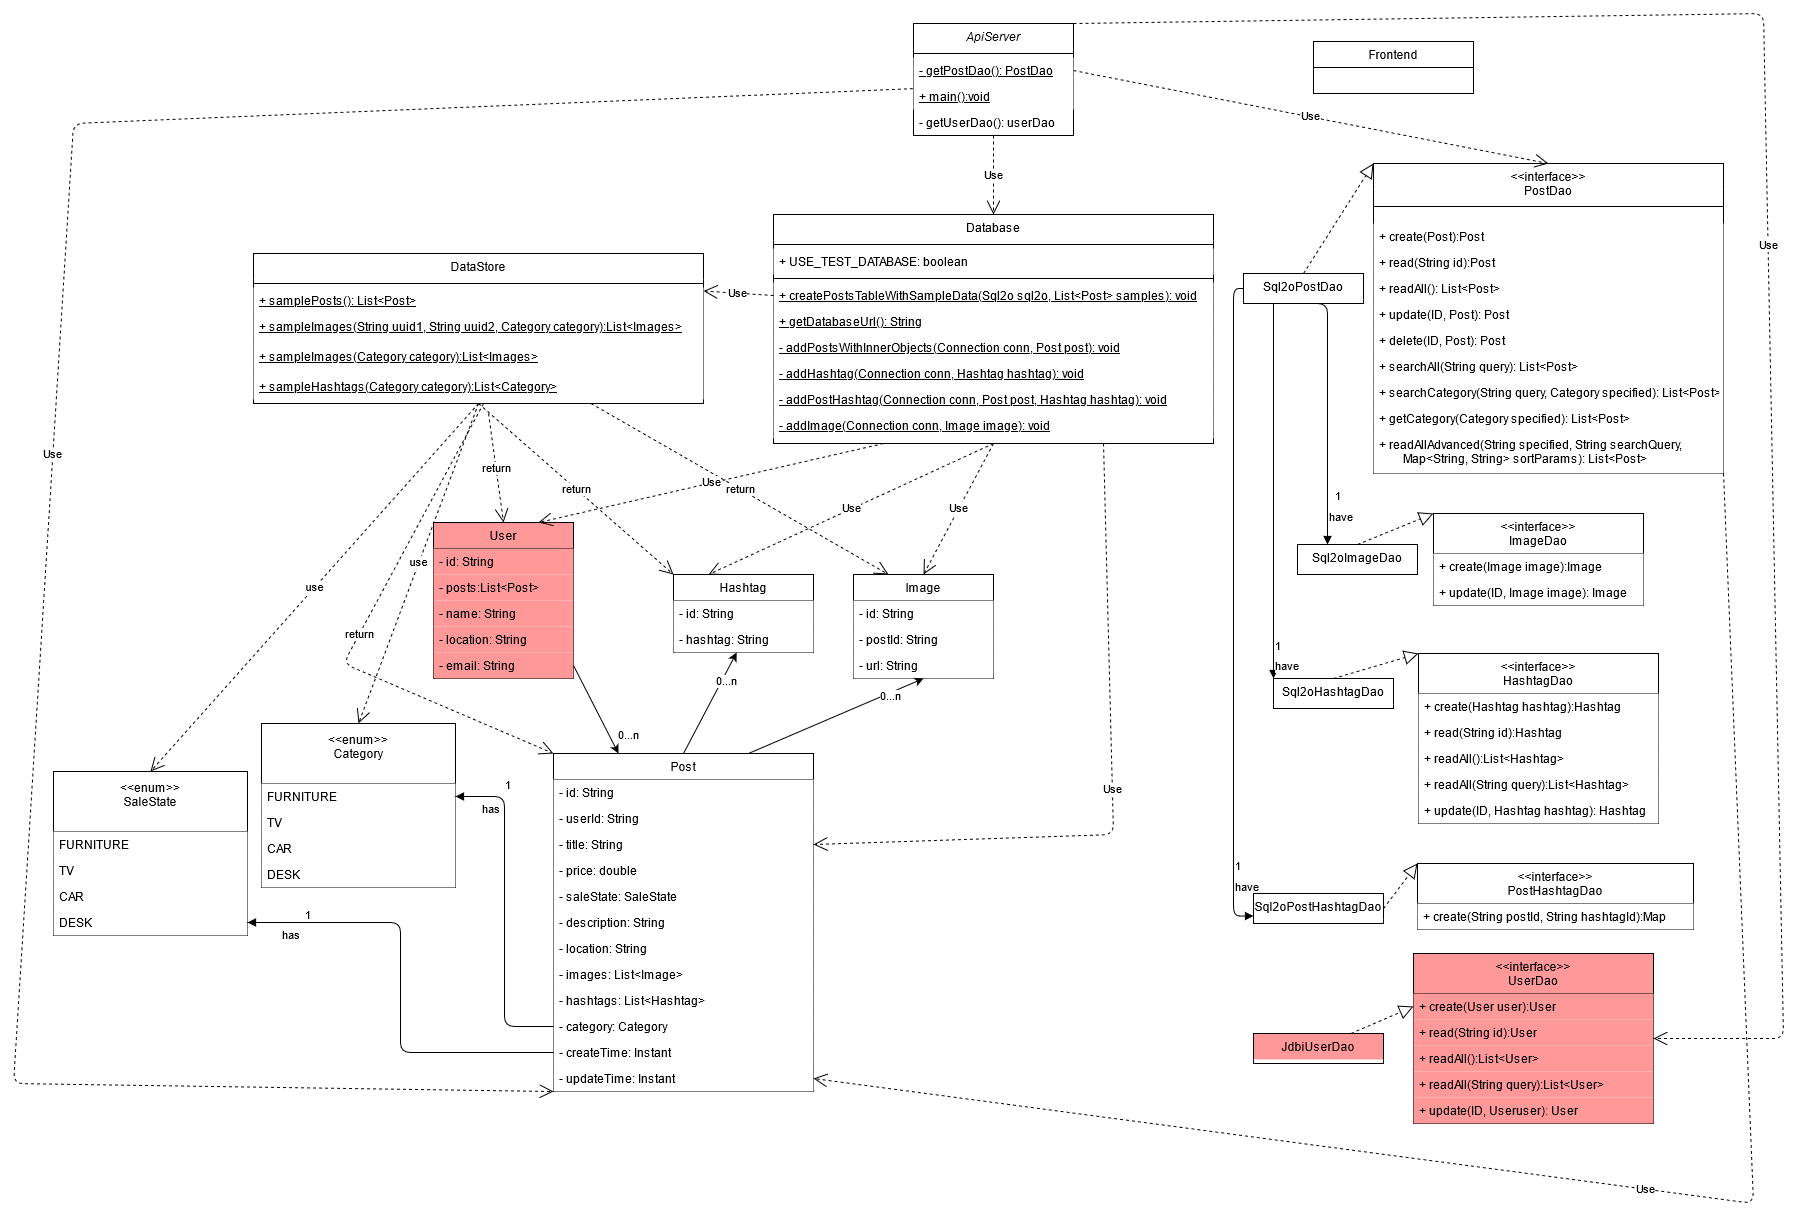 ApiServer
- getPostDao(): PostDao
+ main():void
- getUserDao(): userDao
Frontend
Use
Use
Use
Use
<<interface>>
PostDao
+ create(Post):Post
+ read(String id):Post
+ readAll(): List<Post>
+ update(ID, Post): Post
+ delete(ID, Post): Post
+ searchAll(String query): List<Post>
+ searchCategory(String query, Category specified): List<Post>
+ getCategory(Category specified): List<Post>
+ readAllAdvanced(String specified, String searchQuery,
Map<String, String> sortParams): List<Post>
Database
+ USE_TEST_DATABASE: boolean
+ createPostsTableWithSampleData(Sql2o sql2o, List<Post> samples): void
+ getDatabaseUrl(): String
- addPostsWithInnerObjects(Connection conn, Post post): void
- addHashtag(Connection conn, Hashtag hashtag): void
- addPostHashtag(Connection conn, Post post, Hashtag hashtag): void
- addImage(Connection conn, Image image): void
Use
DataStore
+ samplePosts(): List<Post>
+ sampleImages(String uuid1, String uuid2, Category category):List<Images>
+ sampleImages(Category category):List<Images>
+ sampleHashtags(Category category):List<Category>
return
return
return
Use
Use
Use
use
use
return
Use
User
- id: String
- posts:List<Post>
- name: String
- location: String
- email: String
Hashtag
- id: String
- hashtag: String
Image
- id: String
- postId: String
- url: String
0...n
0...n
0...n
<<enum>>
Category
FURNITURE
TV
CAR
DESK
<<enum>>
SaleState
FURNITURE
TV
CAR
DESK
1
has
1
has
Post
- id: String
- userId: String
- title: String
- price: double
- saleState: SaleState
- description: String
- location: String
- images: List<Image>
- hashtags: List<Hashtag>
- category: Category
- createTime: Instant
- updateTime: Instant
Sql2oPostDao
1
have
Sql2oImageDao
<<interface>>
ImageDao
+ create(Image image):Image
+ update(ID, Image image): Image
1
have
Sql2oHashtagDao
<<interface>>
HashtagDao
+ create(Hashtag hashtag):Hashtag
+ read(String id):Hashtag
+ readAll():List<Hashtag>
+ readAll(String query):List<Hashtag>
+ update(ID, Hashtag hashtag): Hashtag
1
have
Sql2oPostHashtagDao
<<interface>>
PostHashtagDao
+ create(String postId, String hashtagId):Map
JdbiUserDao
<<interface>>
UserDao
+ create(User user):User
+ read(String id):User
+ readAll():List<User>
+ readAll(String query):List<User>
+ update(ID, Useruser): User
Use